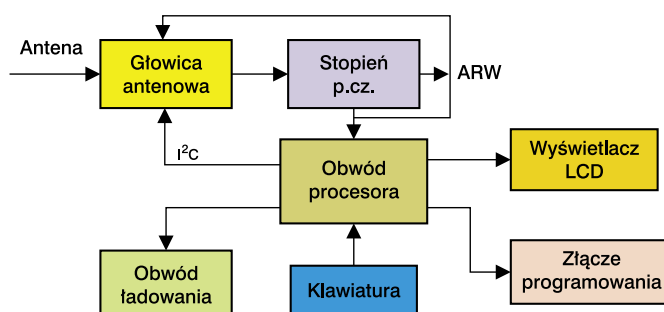 Antena
Głowica
antenowa
Stopień
p.cz.
ARW
I²C
Obwód
procesora
Wyświetlacz
LCD
Obwód
ładowania
Klawiatura
Złącze
programowania